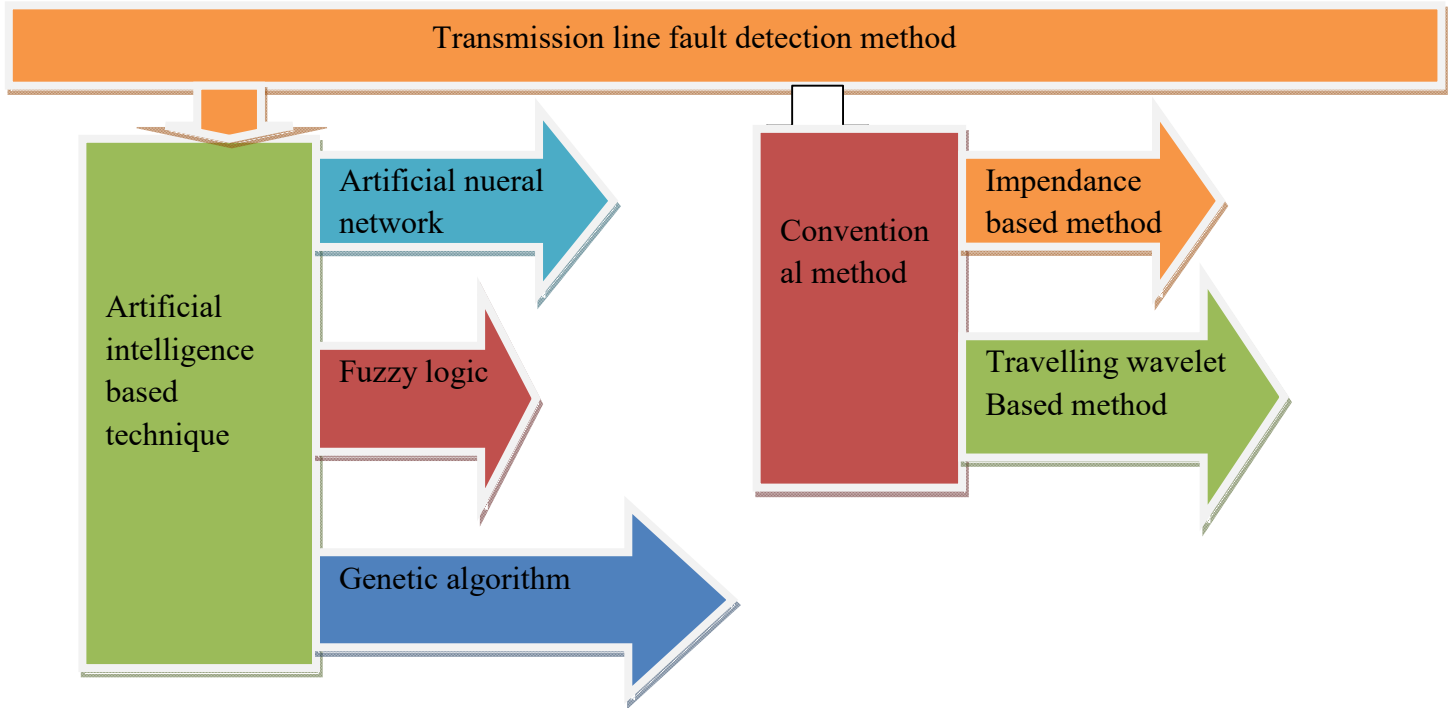 Transmission line fault detection method
Artificial
intelligence
based
technique
Artificial nueral
network
Fuzzy logic
Genetic algorithm
Convention
al method
Impendance
based method
Travelling wavelet
Based method